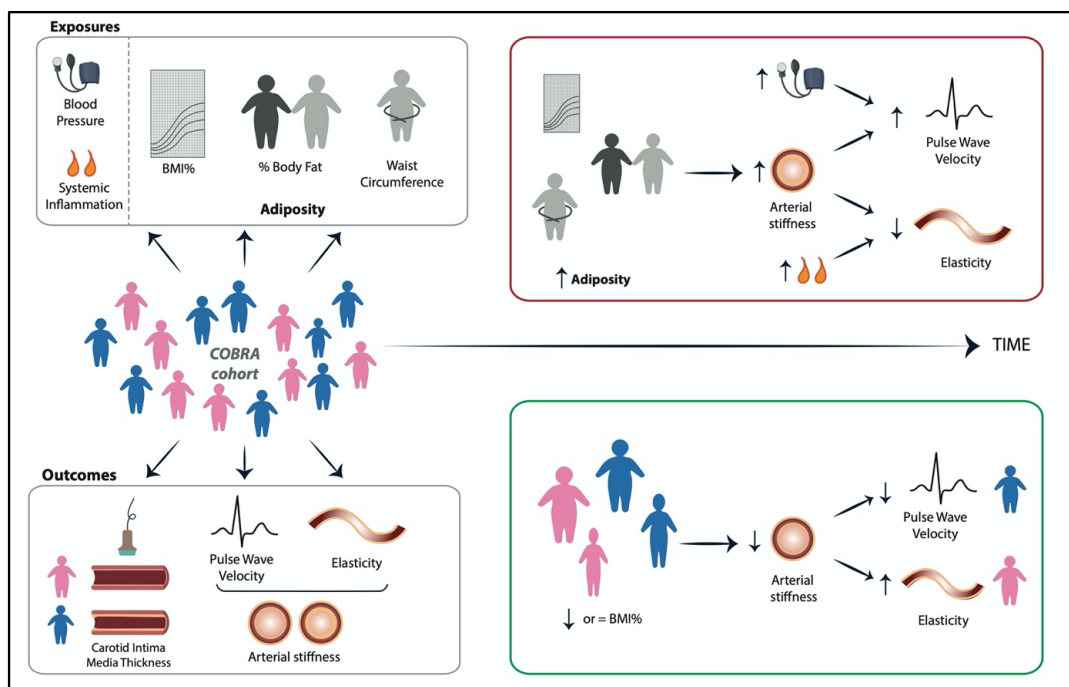 Exposures
Blood
Pressure
Systemic
Inflammation
BMI%
% Body Fat
Waist
Circumference
Adiposity
COBRA
cohort
Outcomes
Carotid Intima
Media Thickness
Pulse Wave
Velocity
Elasticity
Arterial stiffness
↑ Adiposity
↑
↑
Arterial
stiffness
↑
↑
Pulse Wave
Velocity
↓
Elasticity
TIME
↓ or = BMI%
↓
Arterial
stiffness
↓
Pulse Wave
Velocity
↑
Elasticity